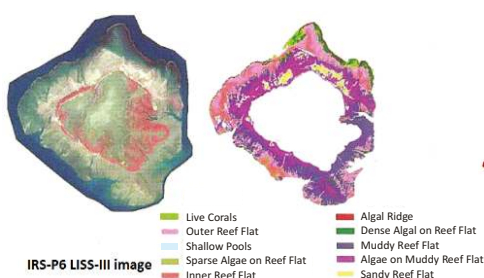 Live Corals
Outer Reef Flat
Shallow Pools
Sparse Algae on Reef Flat
Inner Reef Flat
Algal Ridge
Dense Algal on Reef Flat
Muddy Reef Flat
Algae on Muddy Reef Flat
Sandy Reef Flat
IRS-P6 LISS-III image